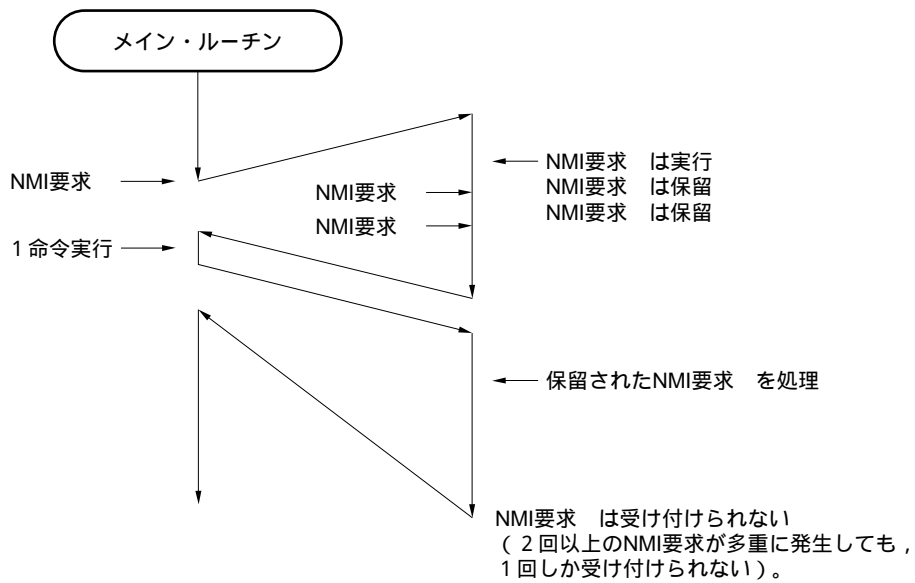 メイン・ルーチン
NMI要求
NMI要求 は実行
NMI要求 は保留
NMI要求 は保留
NMI要求
NMI要求
1命令実行
保留されたNMI要求 を処理
NMI要求 は受け付けられない
(2回以上のNMI要求が多重に発生しても,
1回しか受け付けられない)。